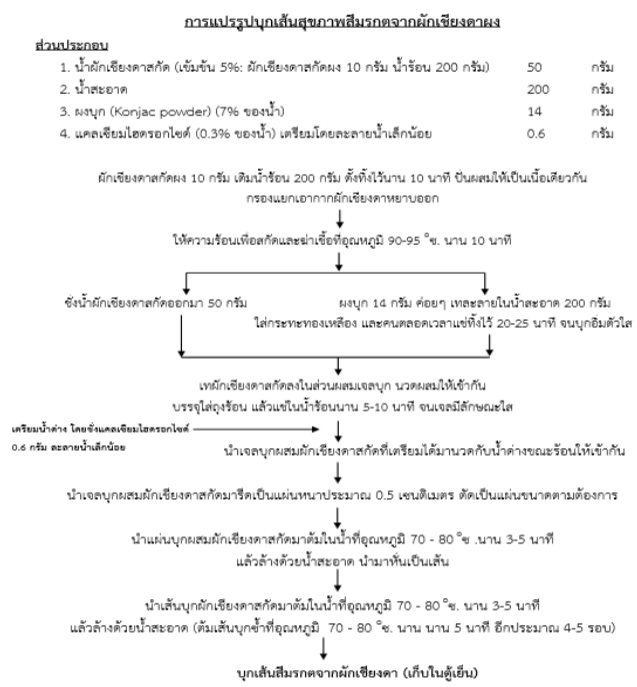 การแปรรูปบุกเส้นสุขภาพสีมรกตจากผักเชียงดาผง
ส่วนประกอบ
1. น้ำผักเชียงดาสกัด (เข้มข้น 5%: ผักเชียงดาสกัดผง 10 กรัม น้ำร้อน 200 กรัม) 50 กรัม
2. น้ำสะอาด 200 กรัม
3. ผงบุก (Konjac powder) (7% ของน้ำ) 14 กรัม
4. แคลเซียมไฮดรอกไซด์ (0.3% ของน้ำ) เตรียมโดยละลายน้ำเล็กน้อย 0.6 กรัม
ผักเชียงดาสกัดผง 10 กรัม เติมน้ำร้อน 200 กรัม ตั้งทิ้งไว้นาน 10 นาที ปั่นผสมให้เป็นเนื้อเดียวกัน
กรองแยกเอากากผักเชียงดาหยาบออก
ให้ความร้อนเพื่อสกัดและฆ่าเชื้อที่อุณหภูมิ 90-95 °ซ. นาน 10 นาที
ชั่งน้ำผักเชียงดาสกัดออกมา 50 กรัม
ผงบุก 14 กรัม ค่อยๆ เทละลายในน้ำสะอาด 200 กรัม
ใส่กระทะทองเหลือง และคนตลอดเวลาแช่ทิ้งไว้ 20-25 นาที จนบุกอิ่มตัวใส
เทผักเชียงดาสกัดลงในส่วนผสมเจลบุก นวดผสมให้เข้ากัน
บรรจุใส่ถุงร้อน แล้วแช่ในน้ำร้อนนาน 5-10 นาที จนเจลมีลักษณะใส
เตรียมน้ำด่าง โดยชั่งแคลเซียมไฮดรอกไซด์
0.6 กรัม ละลายน้ำเล็กน้อย
นำเจลบุกผสมผักเชียงดาสกัดที่เตรียมได้มานวดกับน้ำด่างขณะร้อนให้เข้ากัน
นำเจลบุกผสมผักเชียงดาสกัดมารีดเป็นแผ่นหนาประมาณ 0.5 เซนติเมตร ตัดเป็นแผ่นขนาดตามต้องการ
นำแผ่นบุกผสมผักเชียงดาสกัดมาต้มในน้ำที่อุณหภูมิ 70 - 80 °ซ .นาน 3-5 นาที
แล้วล้างด้วยน้ำสะอาด นำมาหั่นเป็นเส้น
นำเส้นบุกผักเชียงดาสกัดมาต้มในน้ำที่อุณหภูมิ 70 - 80 °ซ. นาน 3-5 นาที
แล้วล้างด้วยน้ำสะอาด (ต้มเส้นบุกซ้ำที่อุณหภูมิ 70 - 80 °ซ. นาน นาน 5 นาที อีกประมาณ 4-5 รอบ)
บุกเส้นสีมรกตจากผักเชียงดา (เก็บในตู้เย็น)